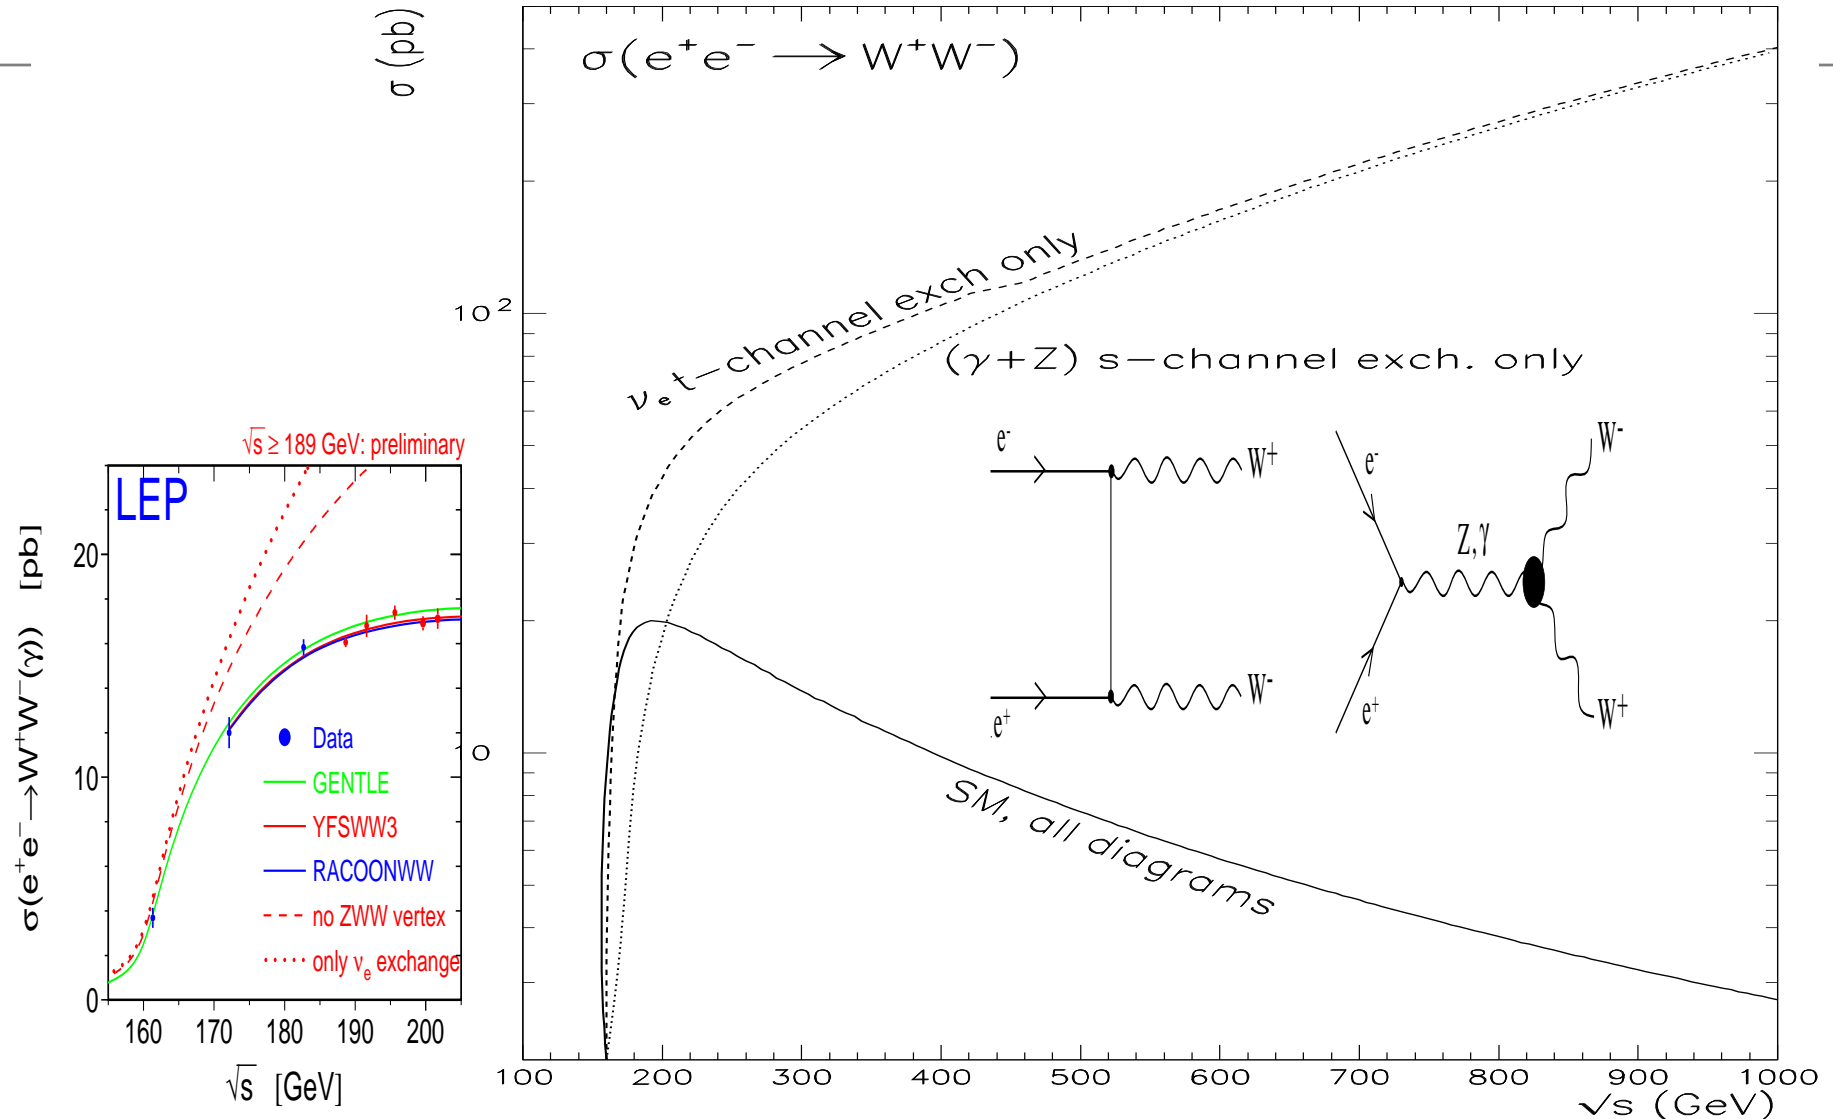 σ (pb)
σ(e⁺e⁻ → W⁺W⁻)
10²
0
ν_e t-channel exch only
(γ+Z) s-channel exch. only
SM, all diagrams
e⁻
W⁺
e⁺
W⁻
e⁻
e⁺
Z,γ
W⁻
W⁺
100 200 300 400 500 600 700 800 900 1000
√s (GeV)
√s ≥ 189 GeV: preliminary
LEP
σ(e⁺e⁻→W⁺W⁻(γ)) [pb]
20
10
0
Data
GENTLE
YFSWW3
RACOONWW
no ZWW vertex
only ν_e exchange
160 170 180 190 200
√s [GeV]